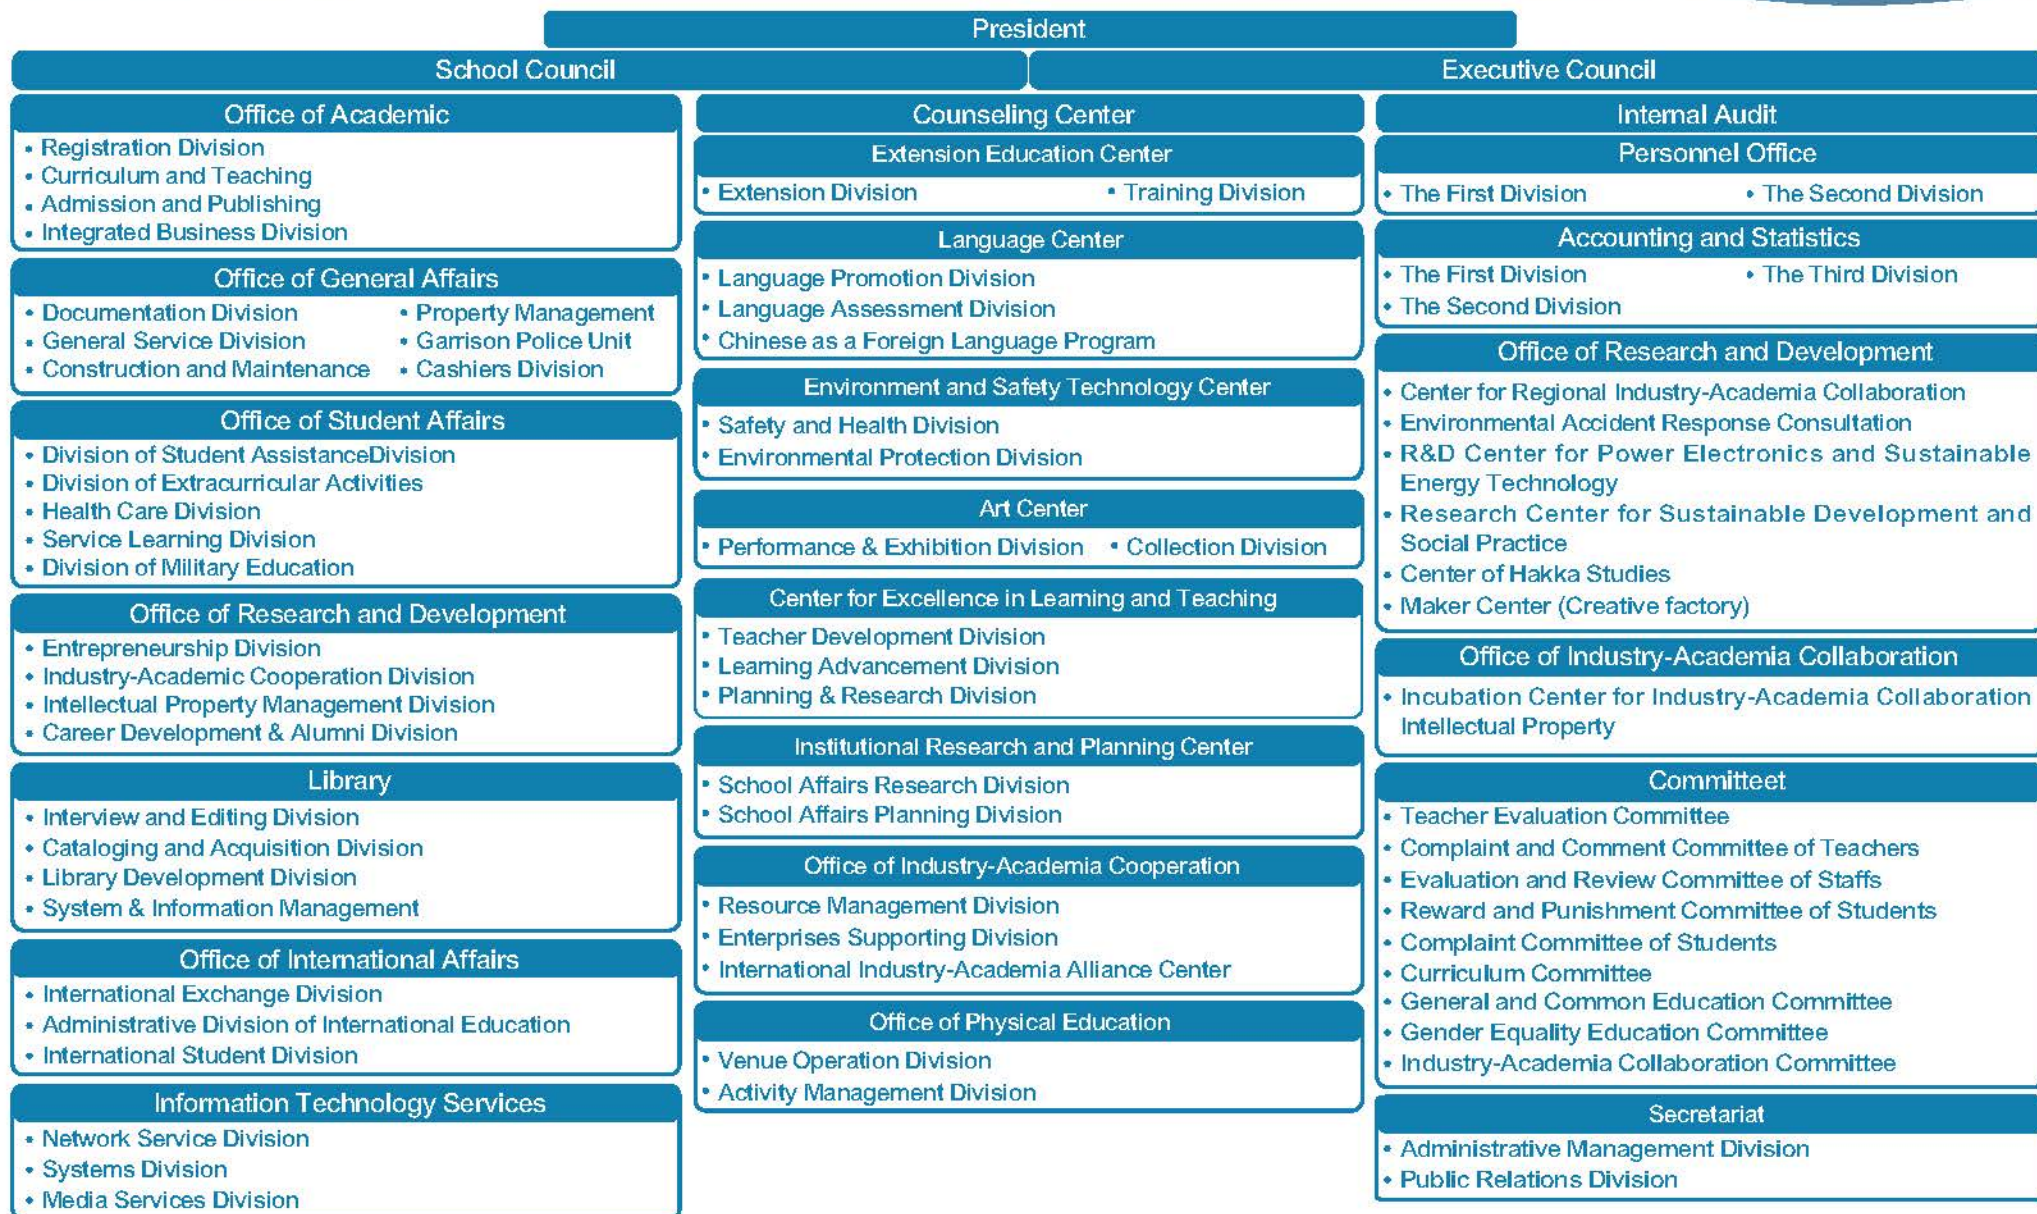 President
School Council
Executive Council
Office of Academic
• Registration Division
• Curriculum and Teaching
• Admission and Publishing
• Integrated Business Division
Office of General Affairs
• Documentation Division • Property Management
• General Service Division • Garrison Police Unit
• Construction and Maintenance • Cashiers Division
Office of Student Affairs
• Division of Student AssistanceDivision
• Division of Extracurricular Activities
• Health Care Division
• Service Learning Division
• Division of Military Education
Office of Research and Development
• Entrepreneurship Division
• Industry-Academic Cooperation Division
• Intellectual Property Management Division
• Career Development & Alumni Division
Library
• Interview and Editing Division
• Cataloging and Acquisition Division
• Library Development Division
• System & Information Management
Office of International Affairs
• International Exchange Division
• Administrative Division of International Education
• International Student Division
Information Technology Services
• Network Service Division
• Systems Division
• Media Services Division
Counseling Center
Extension Education Center
• Extension Division • Training Division
Language Center
• Language Promotion Division
• Language Assessment Division
• Chinese as a Foreign Language Program
Environment and Safety Technology Center
• Safety and Health Division
• Environmental Protection Division
Art Center
• Performance & Exhibition Division • Collection Division
Center for Excellence in Learning and Teaching
• Teacher Development Division
• Learning Advancement Division
• Planning & Research Division
Institutional Research and Planning Center
• School Affairs Research Division
• School Affairs Planning Division
Office of Industry-Academia Cooperation
• Resource Management Division
• Enterprises Supporting Division
• International Industry-Academia Alliance Center
Office of Physical Education
• Venue Operation Division
• Activity Management Division
Internal Audit
Personnel Office
• The First Division • The Second Division
Accounting and Statistics
• The First Division • The Third Division
• The Second Division
Office of Research and Development
• Center for Regional Industry-Academia Collaboration
• Environmental Accident Response Consultation
• R&D Center for Power Electronics and Sustainable
Energy Technology
• Research Center for Sustainable Development and
Social Practice
• Center of Hakka Studies
• Maker Center (Creative factory)
Office of Industry-Academia Collaboration
• Incubation Center for Industry-Academia Collaboration
Intellectual Property
Committeet
• Teacher Evaluation Committee
• Complaint and Comment Committee of Teachers
• Evaluation and Review Committee of Staffs
• Reward and Punishment Committee of Students
• Complaint Committee of Students
• Curriculum Committee
• General and Common Education Committee
• Gender Equality Education Committee
• Industry-Academia Collaboration Committee
Secretariat
• Administrative Management Division
• Public Relations Division